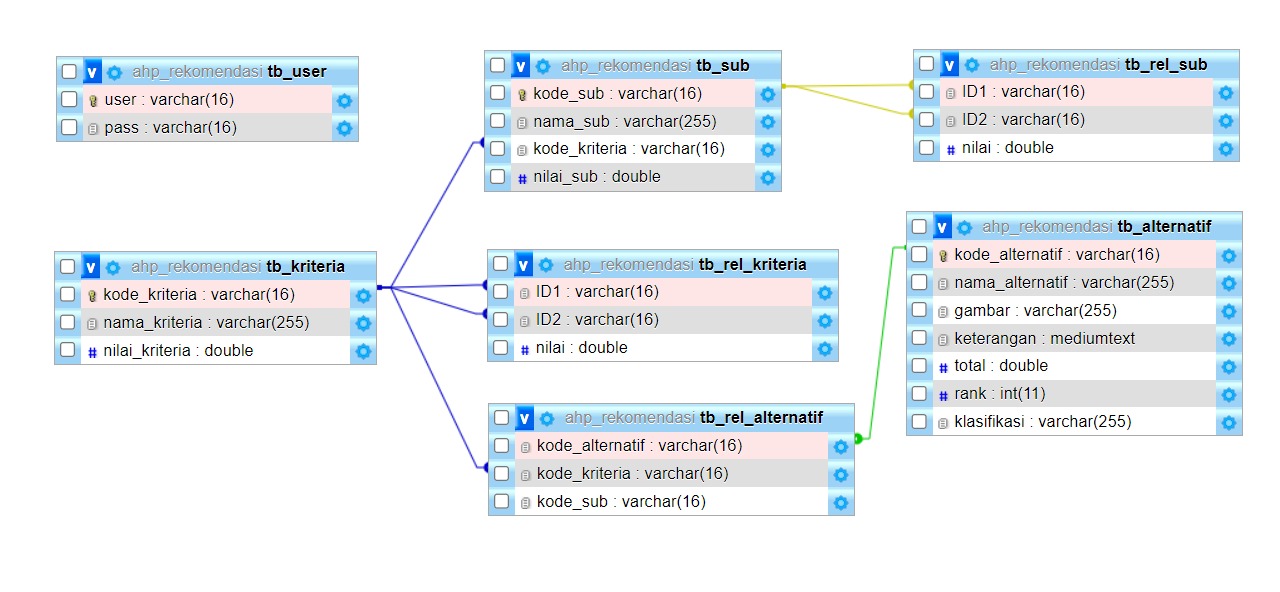 v ahp_rekomendasi tb_user
user : varchar(16)
pass : varchar(16)
v ahp_rekomendasi tb_sub
kode_sub : varchar(16)
nama_sub : varchar(255)
kode_kriteria : varchar(16)
# nilai_sub : double
v ahp_rekomendasi tb_rel_sub
ID1 : varchar(16)
ID2 : varchar(16)
# nilai : double
v ahp_rekomendasi tb_kriteria
kode_kriteria : varchar(16)
nama_kriteria : varchar(255)
# nilai_kriteria : double
v ahp_rekomendasi tb_rel_kriteria
ID1 : varchar(16)
ID2 : varchar(16)
# nilai : double
v ahp_rekomendasi tb_alternatif
kode_alternatif : varchar(16)
nama_alternatif : varchar(255)
gambar : varchar(255)
keterangan : mediumtext
# total : double
# rank : int(11)
klasifikasi : varchar(255)
v ahp_rekomendasi tb_rel_alternatif
kode_alternatif : varchar(16)
kode_kriteria : varchar(16)
kode_sub : varchar(16)